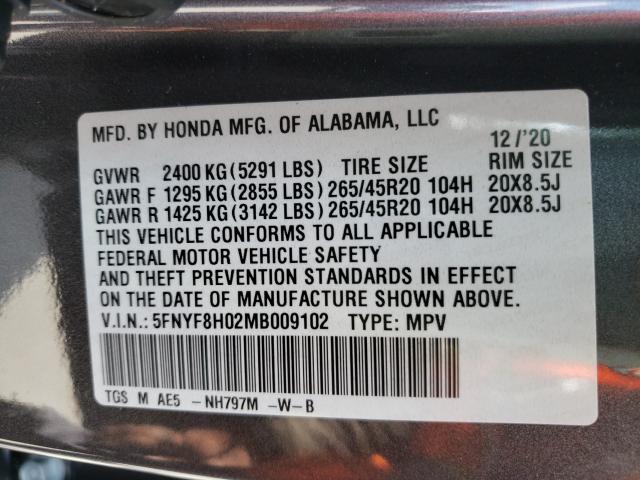 MFD. BY HONDA MFG. OF ALABAMA, LLC 12/'20
GVWR 2400 KG (5291 LBS) TIRE SIZE RIM SIZE
GAWR F 1295 KG (2855 LBS) 265/45R20 104H 20X8.5J
GAWR R 1425 KG (3142 LBS) 265/45R20 104H 20X8.5J
THIS VEHICLE CONFORMS TO ALL APPLICABLE
FEDERAL MOTOR VEHICLE SAFETY
AND THEFT PREVENTION STANDARDS IN EFFECT
ON THE DATE OF MANUFACTURE SHOWN ABOVE.
V.I.N.: 5FNYF8H02MB009102 TYPE: MPV
TGS M AE5 -NH797M -W-B